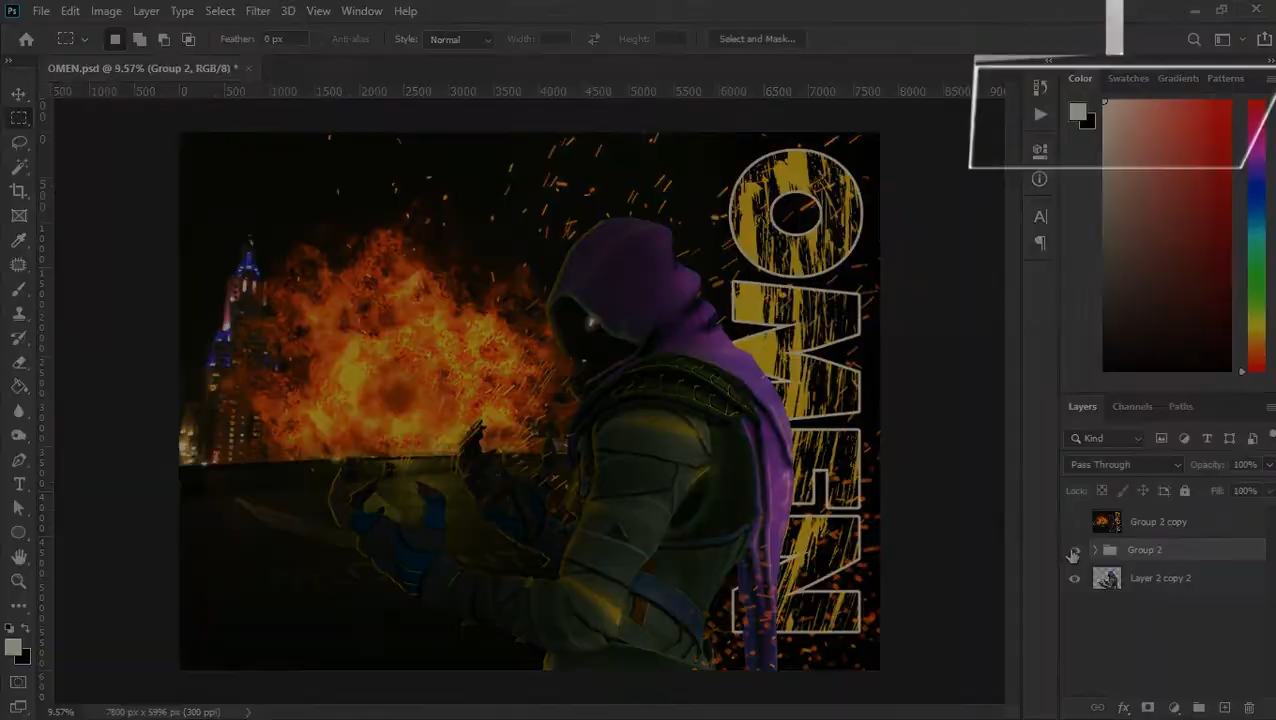 Ps File Edit Image Layer Type Select Filter 3D View Window Help
Feather: 0 px Anti-alias Style: Normal Width: Height: Select and Mask...
OMEN.psd @ 9.57% (Group 2, RGB/8) * ×
500 1000 500 0 500 1000 1500 2000 2500 3000 3500 4000 4500 5000 5500 6000 6500 7000 7500 8000 8500 900
Color Swatches Gradients Patterns
OMEN
Layers Channels Paths
Kind
Pass Through Opacity: 100%
Lock: Fill: 100%
Group 2 copy
Group 2
Layer 2 copy 2
9.57% 7800 px x 5996 px (300 ppi)